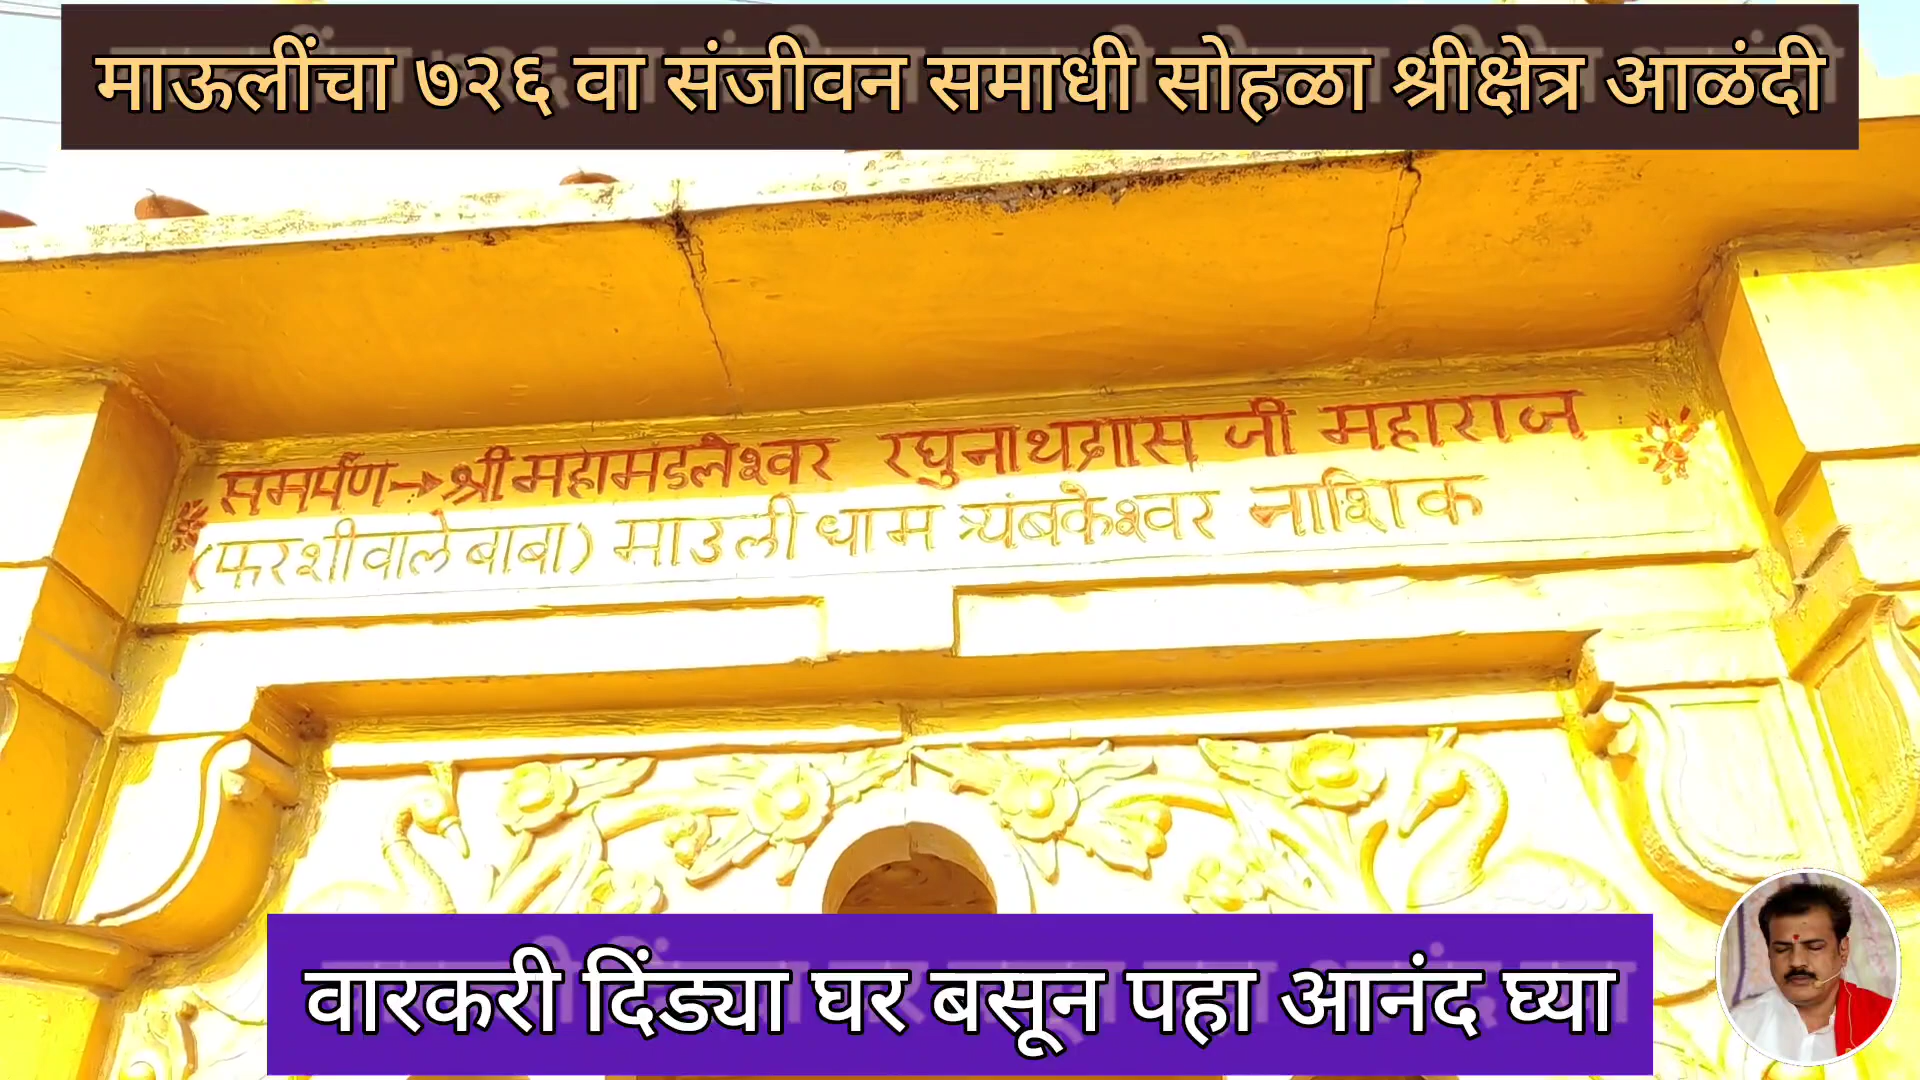 माऊलींचा ७२६ वा संजीवन समाधी सोहळा श्रीक्षेत्र आळंदी
समर्पण→श्री महामडलेश्वर रघुनाथदास जी महाराज
(फरशीवाले बाबा) माउली धाम त्र्यंबकेश्वर नाशिक
वारकरी दिंड्या घर बसून पहा आनंद घ्या